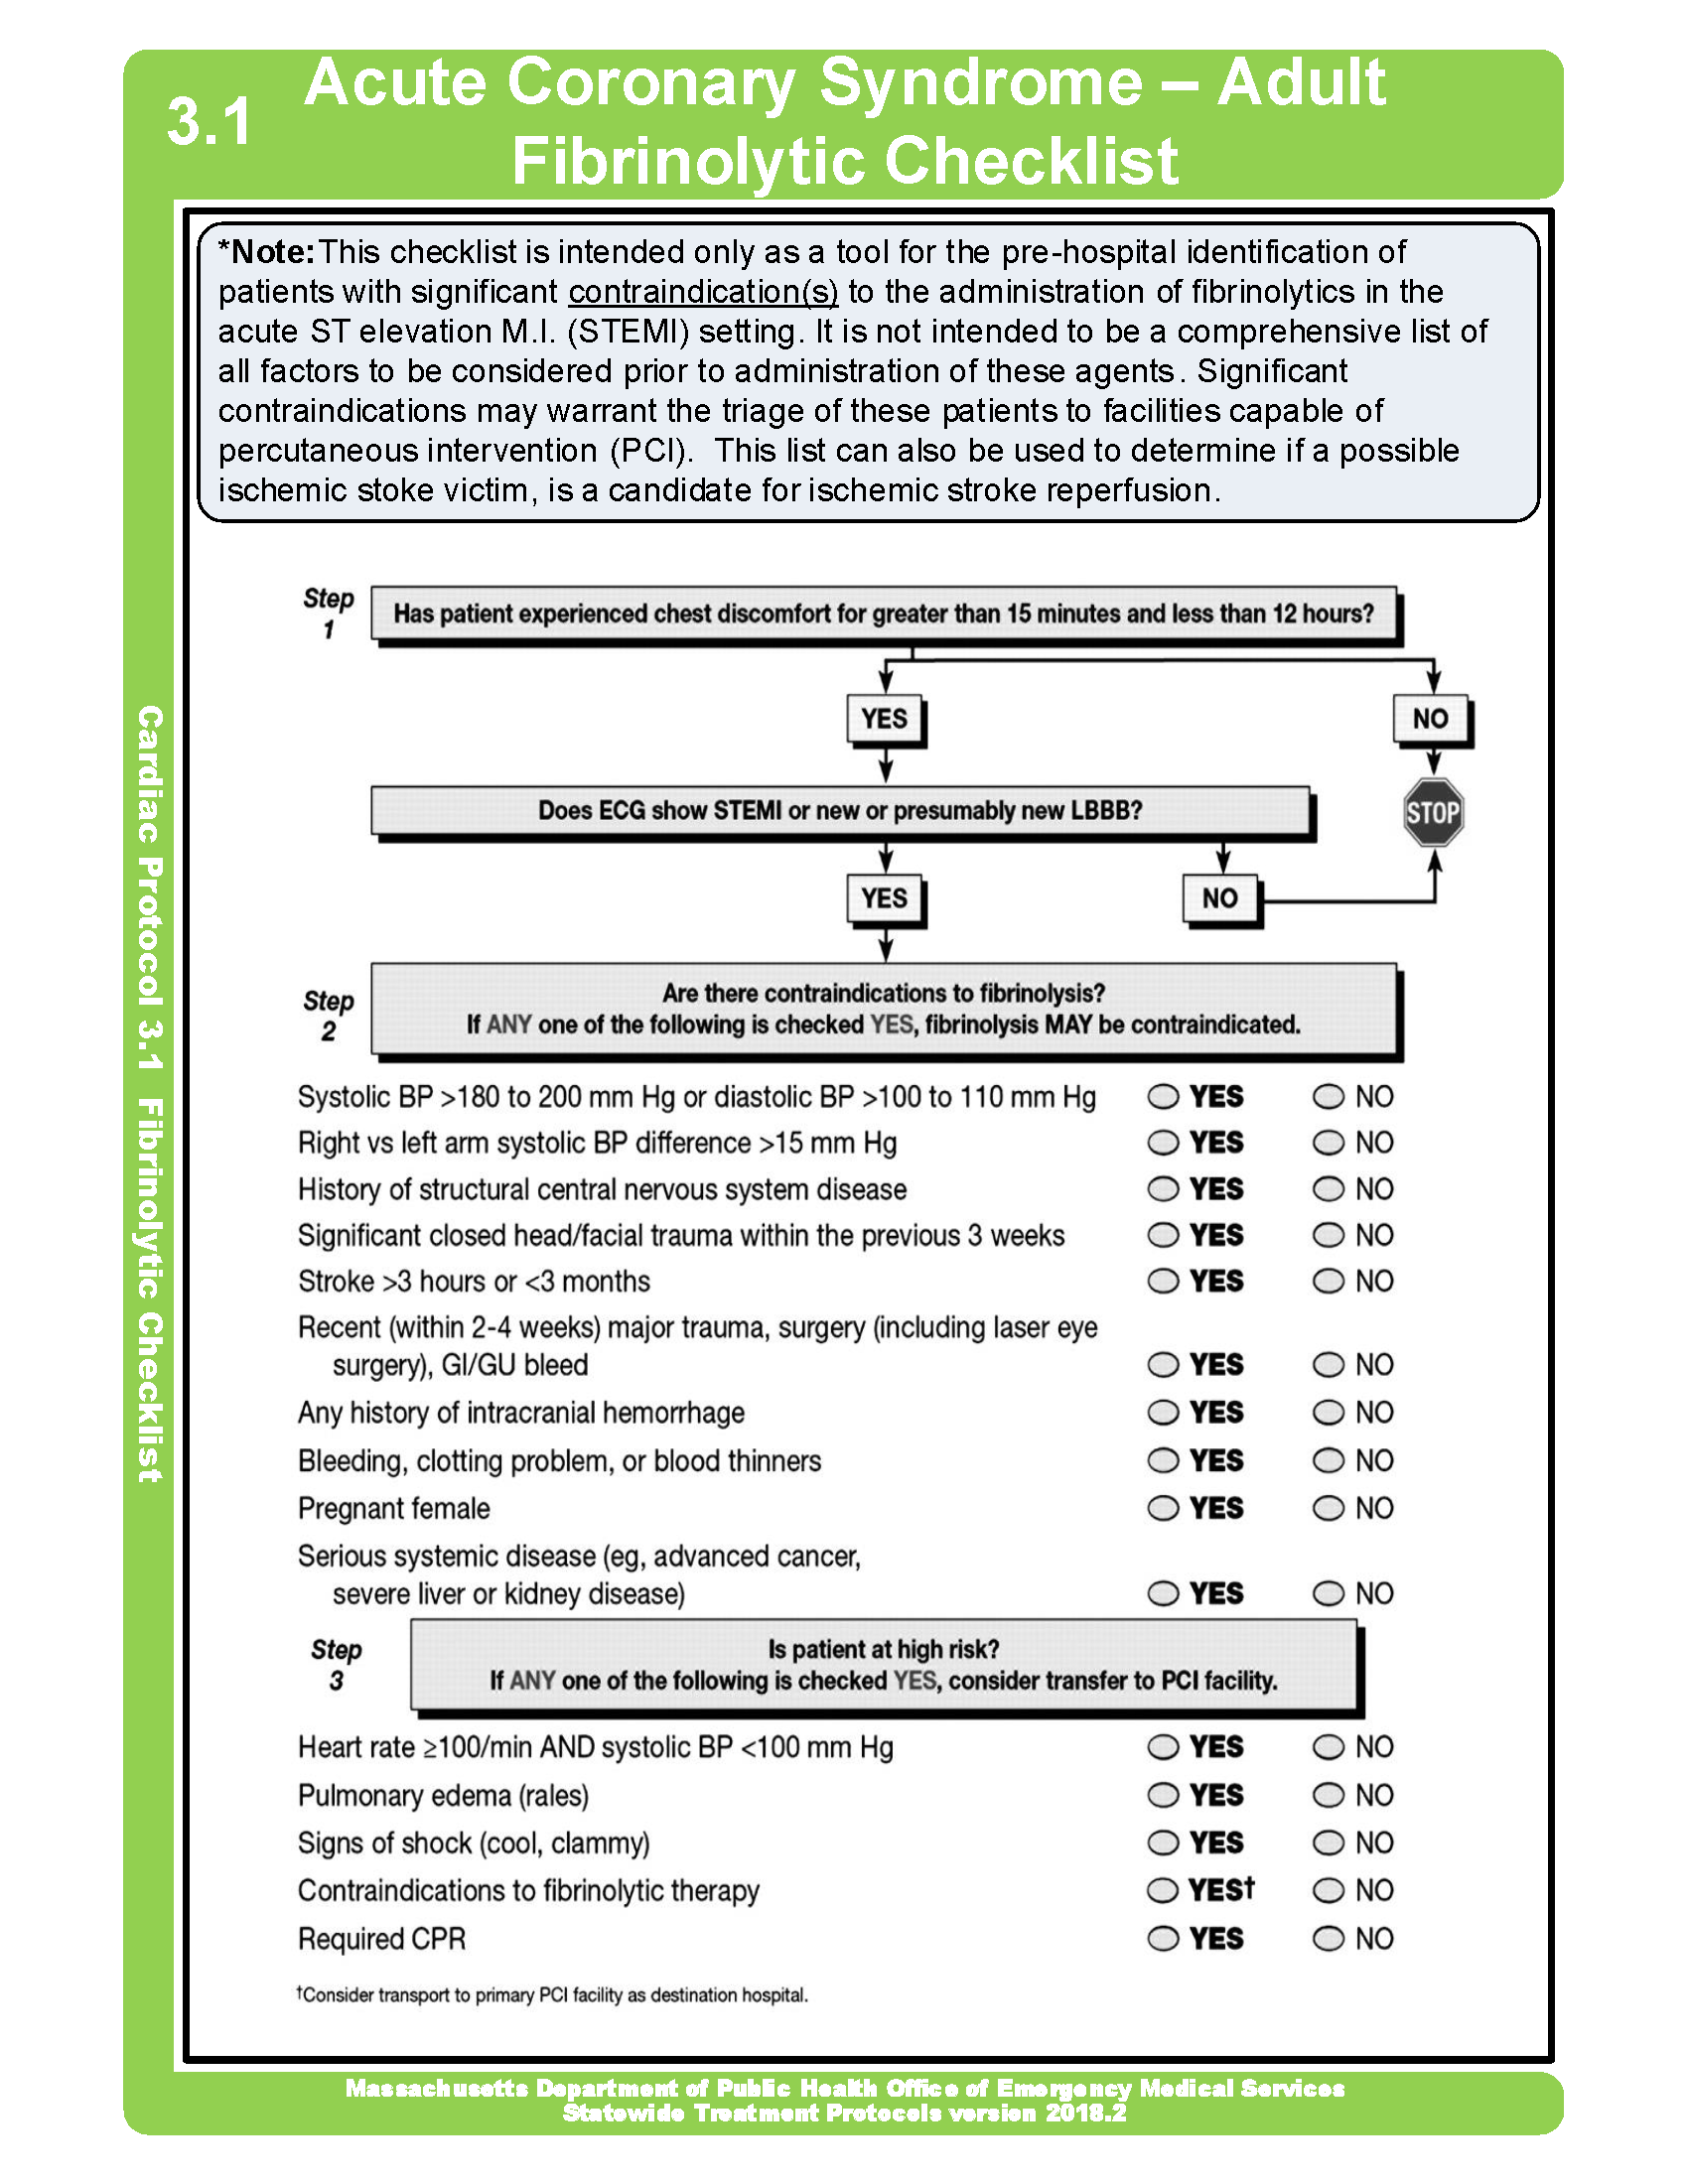 3.1
Acute Coronary Syndrome – Adult
Fibrinolytic Checklist
*Note: This checklist is intended only as a tool for the pre-hospital identification of
patients with significant contraindication(s) to the administration of fibrinolytics in the
acute ST elevation M.I. (STEMI) setting. It is not intended to be a comprehensive list of
all factors to be considered prior to administration of these agents. Significant
contraindications may warrant the triage of these patients to facilities capable of
percutaneous intervention (PCI). This list can also be used to determine if a possible
ischemic stoke victim, is a candidate for ischemic stroke reperfusion.
Step
1
Has patient experienced chest discomfort for greater than 15 minutes and less than 12 hours?
YES
NO
Does ECG show STEMI or new or presumably new LBBB?
STOP
YES
NO
Step
2
Are there contraindications to fibrinolysis?
If ANY one of the following is checked YES, fibrinolysis MAY be contraindicated.
Systolic BP >180 to 200 mm Hg or diastolic BP >100 to 110 mm Hg YES NO
Right vs left arm systolic BP difference >15 mm Hg YES NO
History of structural central nervous system disease YES NO
Significant closed head/facial trauma within the previous 3 weeks YES NO
Stroke >3 hours or <3 months YES NO
Recent (within 2-4 weeks) major trauma, surgery (including laser eye
surgery), GI/GU bleed YES NO
Any history of intracranial hemorrhage YES NO
Bleeding, clotting problem, or blood thinners YES NO
Pregnant female YES NO
Serious systemic disease (eg, advanced cancer,
severe liver or kidney disease) YES NO
Step
3
Is patient at high risk?
If ANY one of the following is checked YES, consider transfer to PCI facility.
Heart rate ≥100/min AND systolic BP <100 mm Hg YES NO
Pulmonary edema (rales) YES NO
Signs of shock (cool, clammy) YES NO
Contraindications to fibrinolytic therapy YES† NO
Required CPR YES NO
†Consider transport to primary PCI facility as destination hospital.
Cardiac Protocol 3.1 Fibrinolytic Checklist
Massachusetts Department of Public Health Office of Emergency Medical Services
Statewide Treatment Protocols version 2018.2